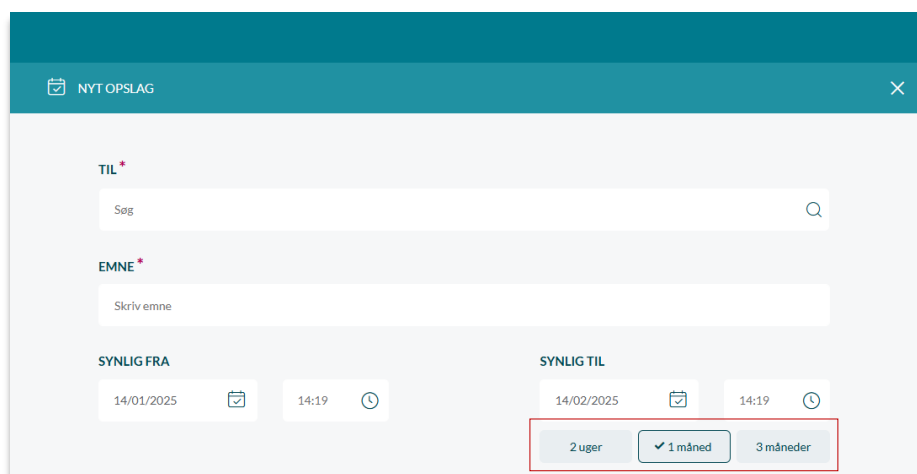 NYT OPSLAG
TIL *
Søg
EMNE *
Skriv emne
SYNLIG FRA
SYNLIG TIL
14/01/2025 14:19
14/02/2025 14:19
2 uger 1 måned 3 måneder